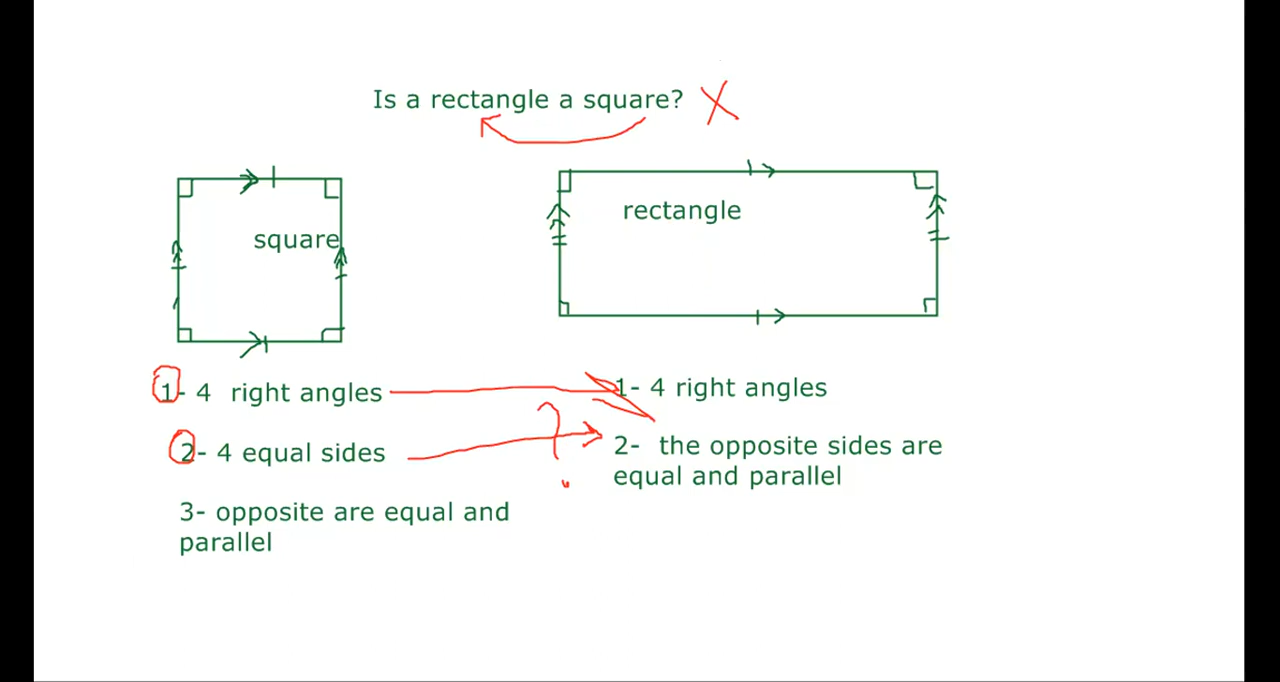 Is a rectangle a square? X
square
rectangle
1- 4 right angles
2- 4 equal sides
3- opposite are equal and
parallel
1- 4 right angles
2- the opposite sides are
equal and parallel
?